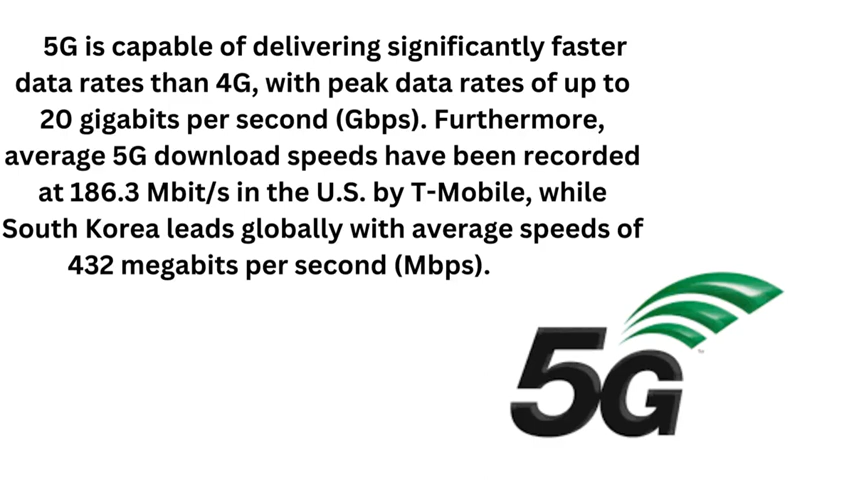 5G is capable of delivering significantly faster
data rates than 4G, with peak data rates of up to
20 gigabits per second (Gbps). Furthermore,
average 5G download speeds have been recorded
at 186.3 Mbit/s in the U.S. by T-Mobile, while
South Korea leads globally with average speeds of
432 megabits per second (Mbps).
5G